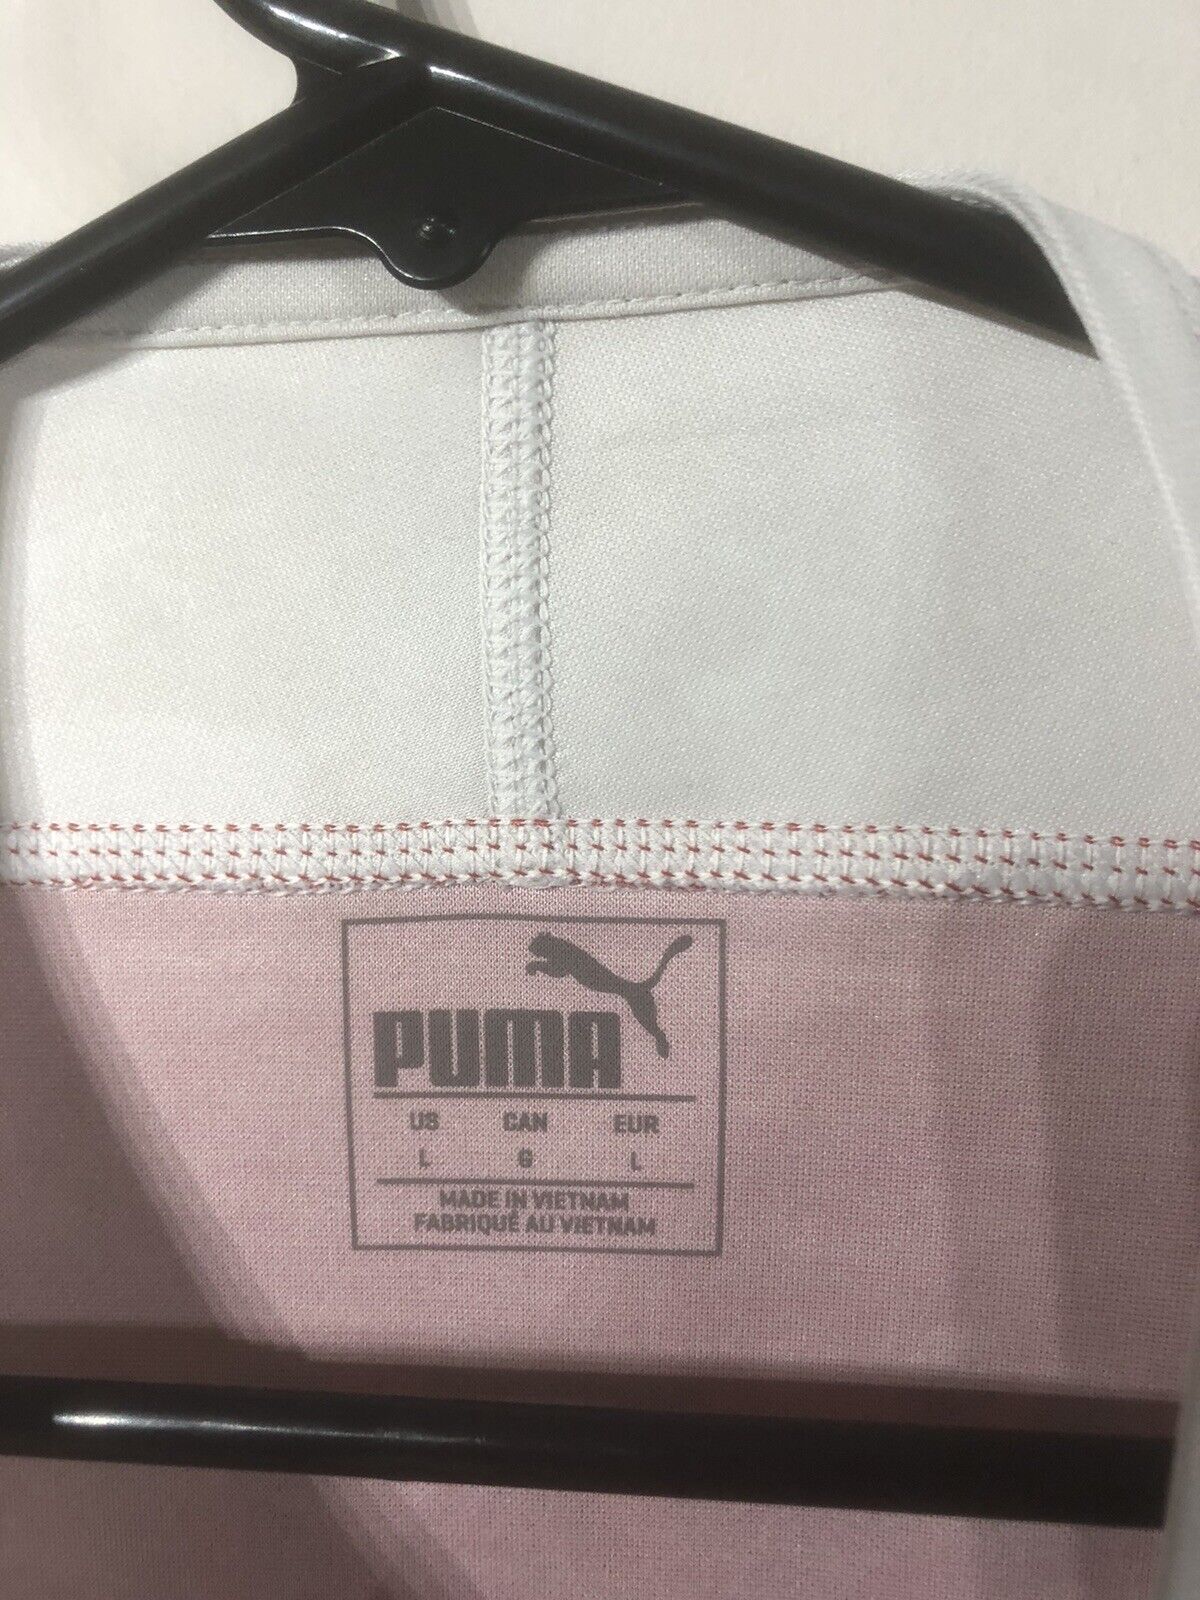 PUMA
US CAN EUR
L G L
MADE IN VIETNAM
FABRIQUÉ AU VIETNAM